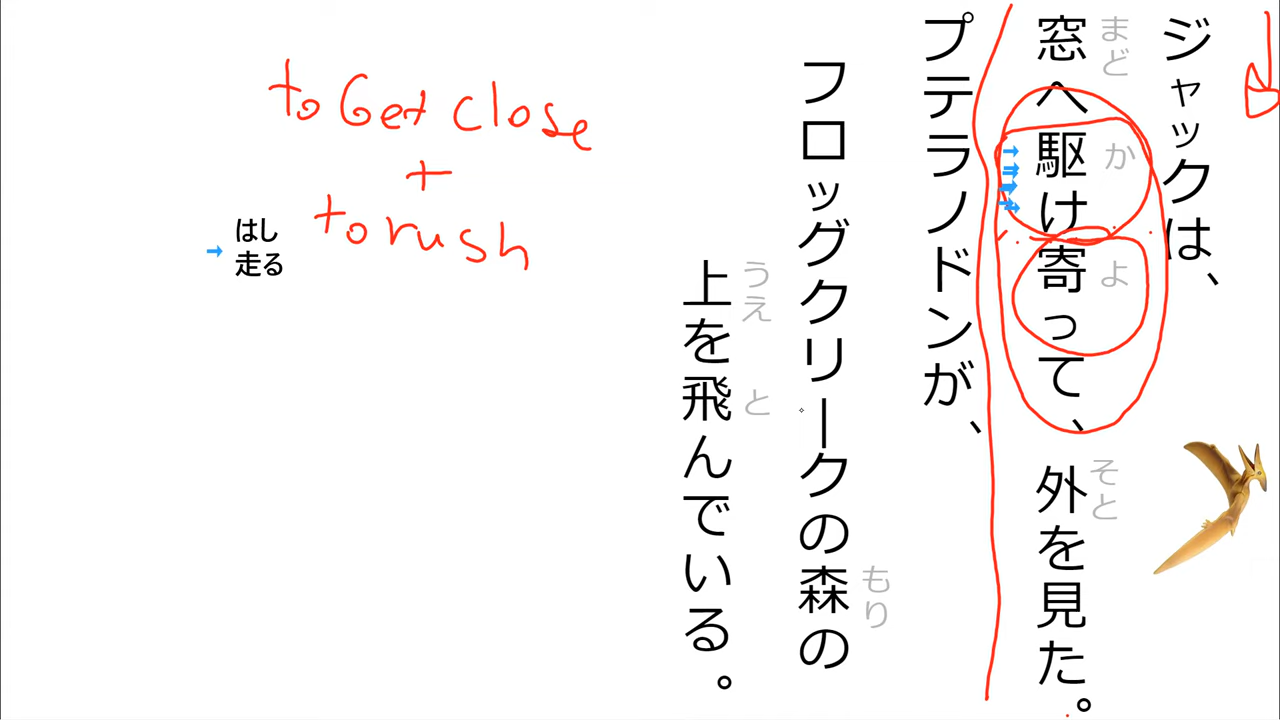 ジャックは、
まど
か
よ
そと
窓へ駆け寄って、外を見た。
プテラノドンが、
もり
フロッグクリークの森の
うえ
と
上を飛んでいる。
to Get close
+
to rush
はし
走る